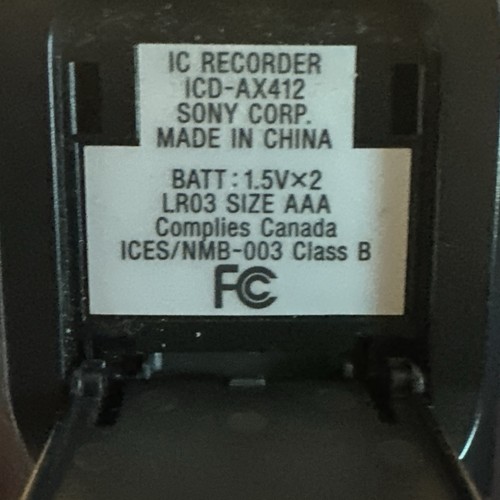 IC RECORDER
ICD-AX412
SONY CORP.
MADE IN CHINA
BATT : 1.5V×2
LR03 SIZE AAA
Complies Canada
ICES/NMB-003 Class B
FC